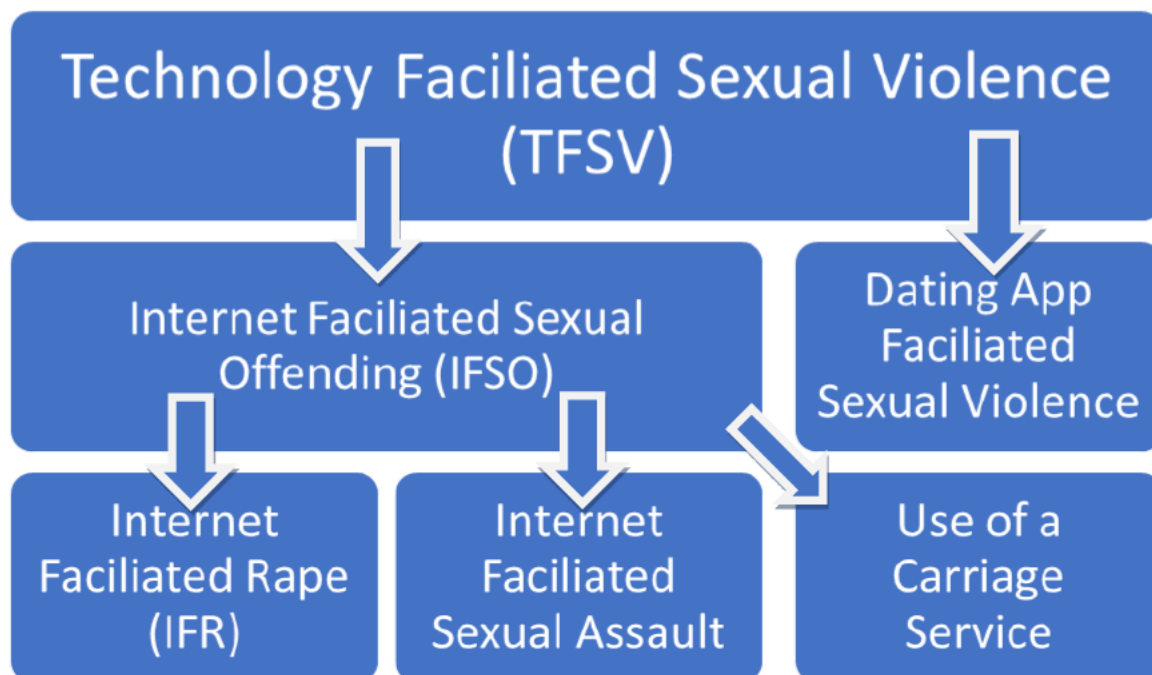 Technology Faciliated Sexual Violence
(TFSV)
Internet Faciliated Sexual
Offending (IFSO)
Dating App
Faciliated
Sexual Violence
Internet
Faciliated Rape
(IFR)
Internet
Faciliated
Sexual Assault
Use of a
Carriage
Service